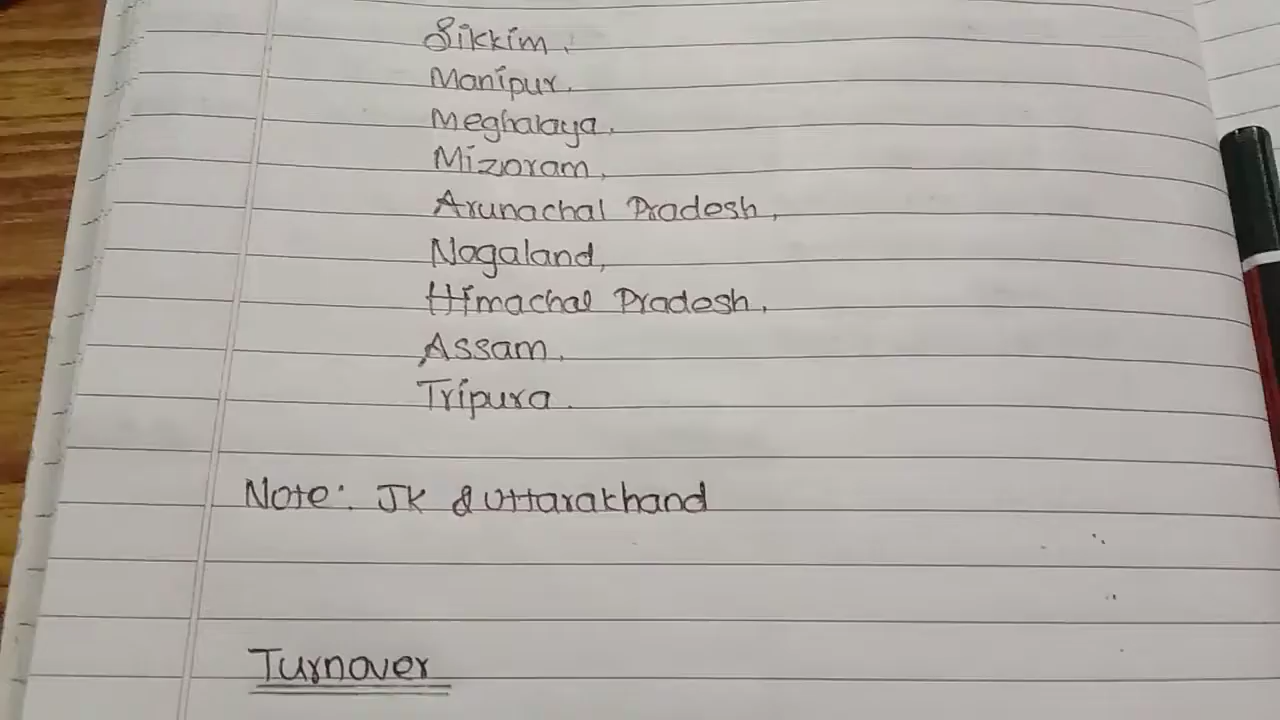 Sikkim,
Manipur,
Meghalaya,
Mizoram,
Arunachal Pradesh,
Nagaland,
Himachal Pradesh,
Assam,
Tripura.
Note: JK & Uttarakhand
Turnover